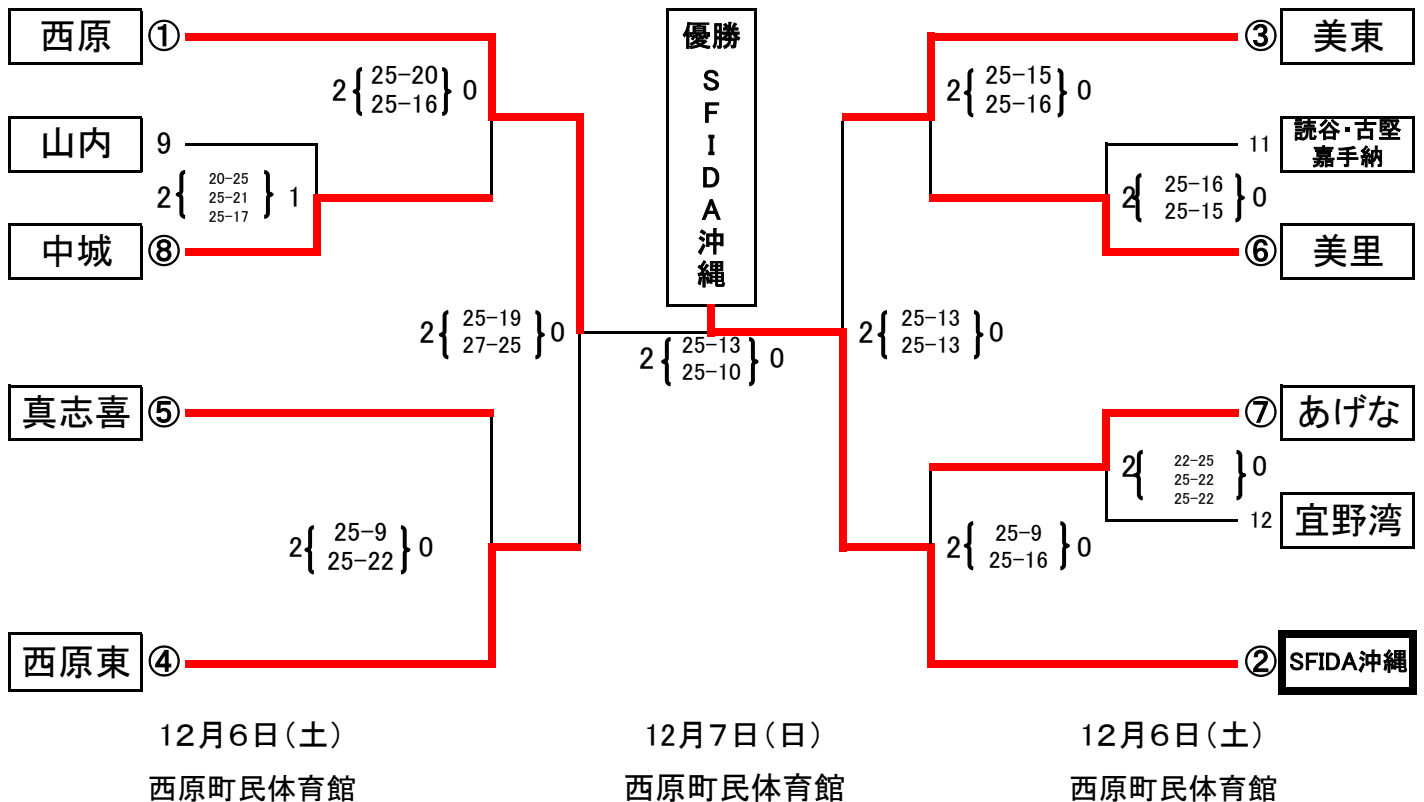 西原 ①
2 { 25-20 } 0
25-16
山内 9
2 { 20-25 } 1
25-21
25-17
中城 ⑧
2 { 25-19 } 0
27-25
真志喜 ⑤
2 { 25-9 } 0
25-22
西原東 ④
優勝
SFIDA沖縄
2 { 25-13 } 0
25-10
③ 美東
2 { 25-15 } 0
25-16
11 読谷・古堅
嘉手納
2 { 25-16 } 0
25-15
⑥ 美里
2 { 25-13 } 0
25-13
⑦ あげな
2 { 22-25 } 0
25-22
25-22
12 宜野湾
2 { 25-9 } 0
25-16
② SFIDA沖縄
12月6日(土)
西原町民体育館
12月7日(日)
西原町民体育館
12月6日(土)
西原町民体育館